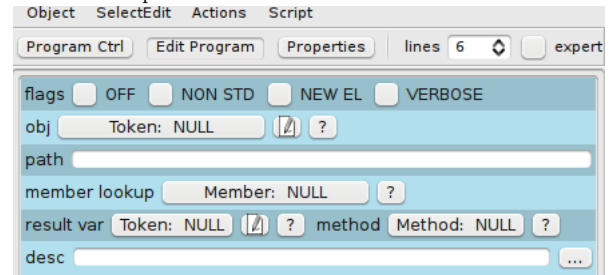 Object SelectEdit Actions Script
Program Ctrl Edit Program Properties lines 6 expert
flags OFF NON STD NEW EL VERBOSE
obj Token: NULL ?
path
member lookup Member: NULL ?
result var Token: NULL ? method Method: NULL ?
desc ...